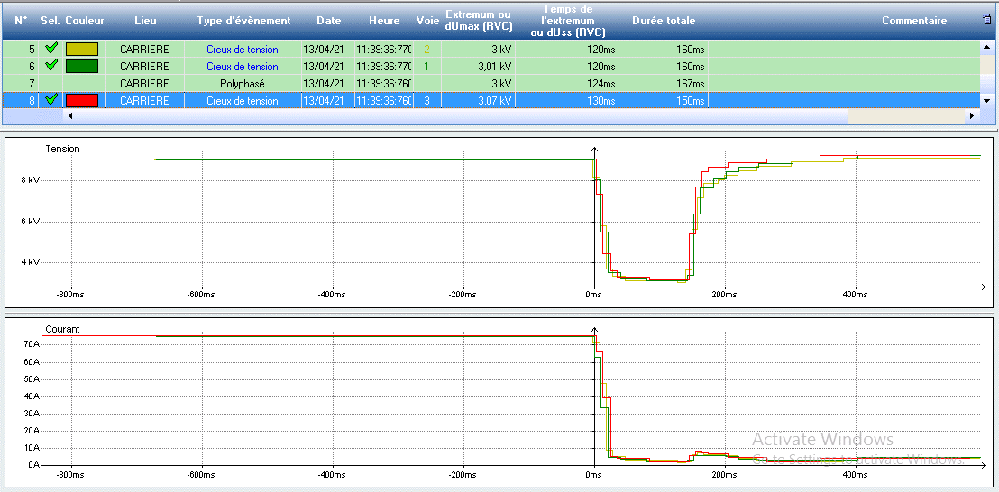 N° Sel. Couleur Lieu Type d'évènement Date Heure Voie Extremum ou dUmax (RVC) Temps de l'extremum ou dUss (RVC) Durée totale Commentaire
5 CARRIERE Creux de tension 13/04/21 11:39:36:770 2 3 kV 120ms 160ms
6 CARRIERE Creux de tension 13/04/21 11:39:36:770 1 3,01 kV 120ms 160ms
7 CARRIERE Polyphasé 13/04/21 11:39:36:760 3 kV 124ms 167ms
8 CARRIERE Creux de tension 13/04/21 11:39:36:760 3 3,07 kV 130ms 150ms
Tension
8 kV
6 kV
4 kV
-800ms -600ms -400ms -200ms 0ms 200ms 400ms
Courant
70A
60A
50A
40A
30A
20A
10A
0A
-800ms -600ms -400ms -200ms 0ms 200ms 400ms
Activate Windows
Go to Settings to activate Windows.